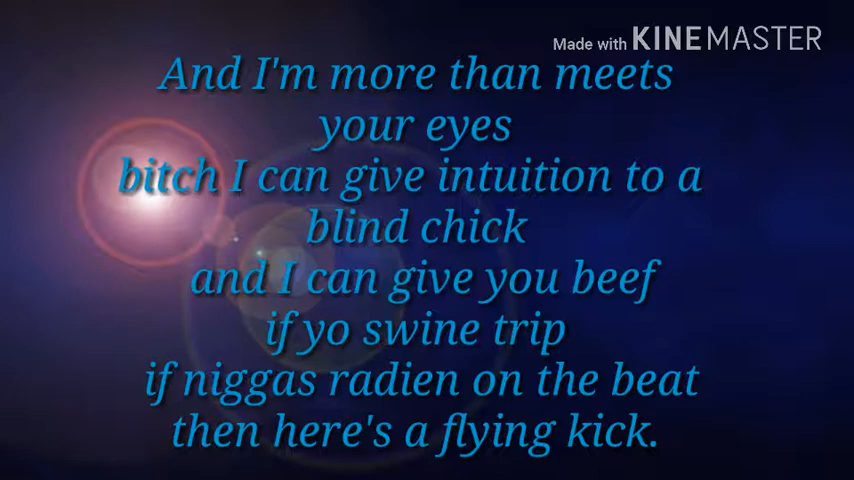 Made with KINEMASTER
And I'm more than meets
your eyes
bitch I can give intuition to a
blind chick
and I can give you beef
if yo swine trip
if niggas radien on the beat
then here's a flying kick.